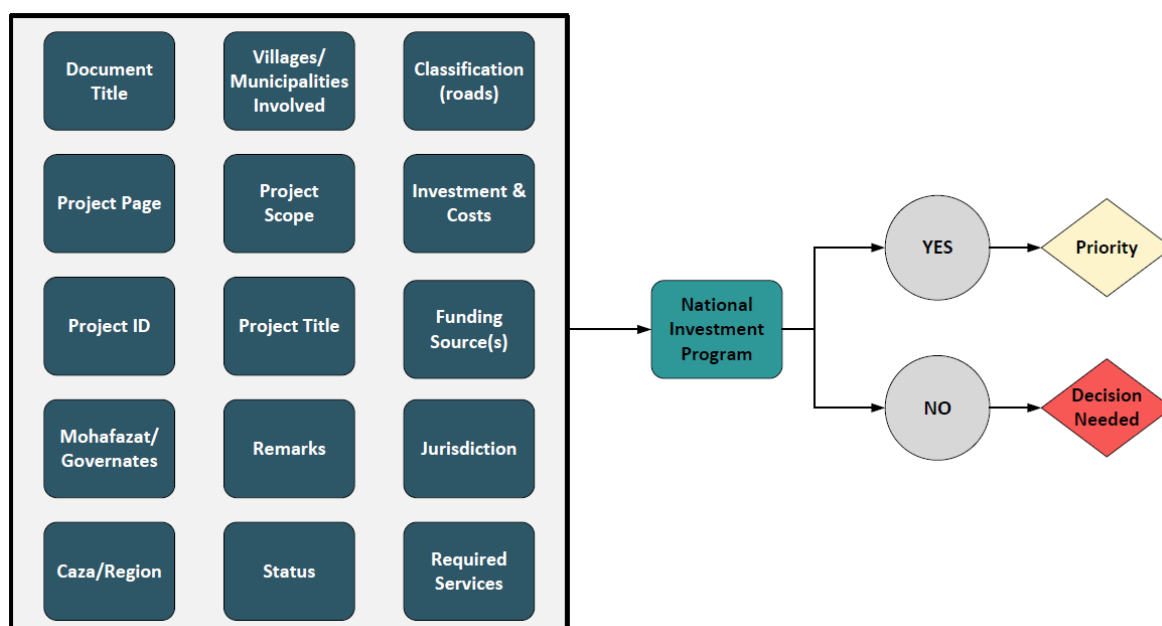 Document
Title
Villages/
Municipalities
Involved
Classification
(roads)
Project Page
Project
Scope
Investment &
Costs
Project ID
Project Title
Funding
Source(s)
Mohafazat/
Governates
Remarks
Jurisdiction
Caza/Region
Status
Required
Services
National
Investment
Program
YES
Priority
NO
Decision
Needed